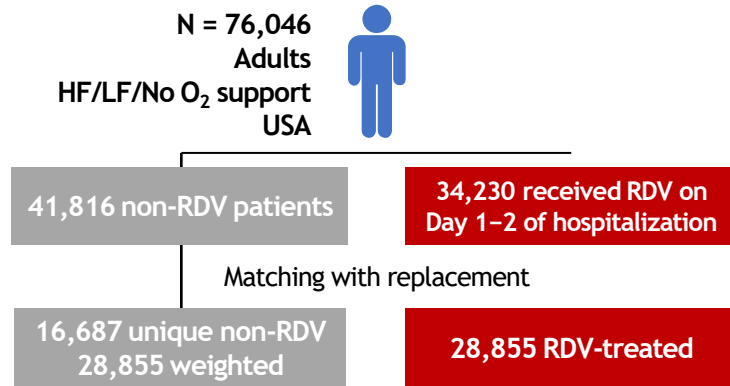 N = 76,046
Adults
HF/LF/No O₂ support
USA
41,816 non-RDV patients
34,230 received RDV on
Day 1–2 of hospitalization
Matching with replacement
16,687 unique non-RDV
28,855 weighted
28,855 RDV-treated